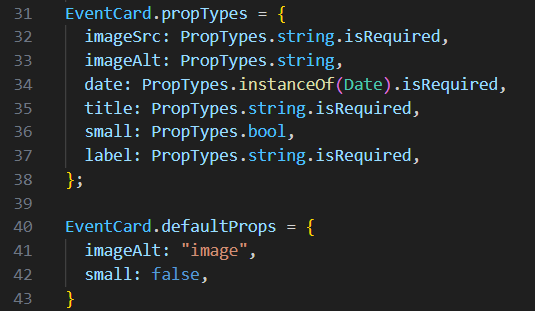 31 EventCard.propTypes = {
32 imageSrc: PropTypes.string.isRequired,
33 imageAlt: PropTypes.string,
34 date: PropTypes.instanceOf(Date).isRequired,
35 title: PropTypes.string.isRequired,
36 small: PropTypes.bool,
37 label: PropTypes.string.isRequired,
38 };
39
40 EventCard.defaultProps = {
41 imageAlt: "image",
42 small: false,
43 }